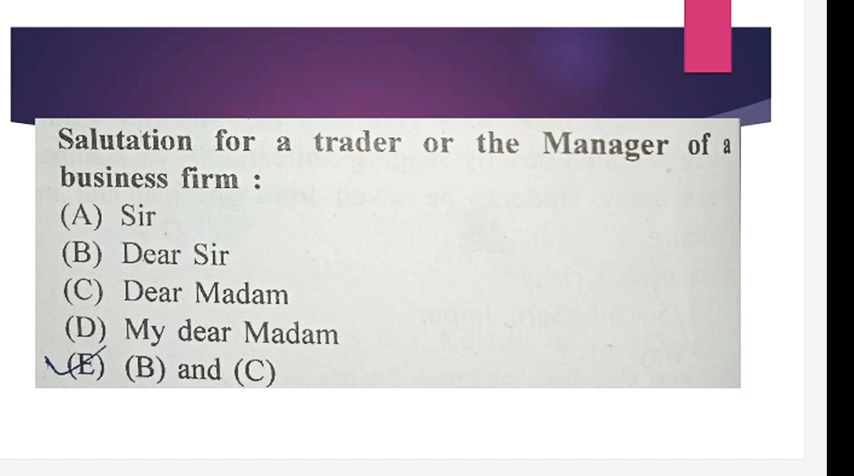 Salutation for a trader or the Manager of a
business firm :
(A) Sir
(B) Dear Sir
(C) Dear Madam
(D) My dear Madam
(E) (B) and (C)